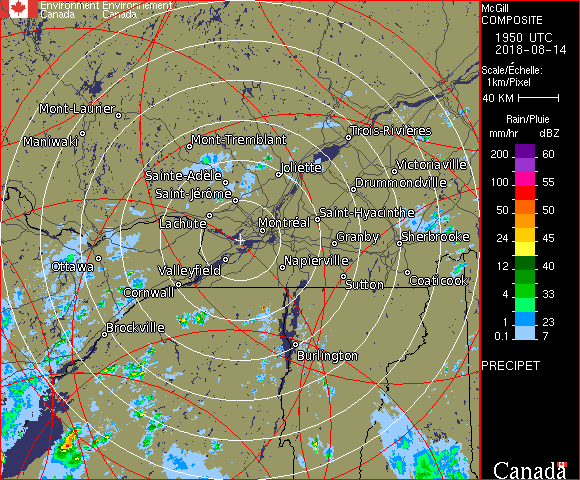 Environment Environnement
Canada Canada
McGill
COMPOSITE
1950 UTC
2018-08-14
Scale/Échelle:
1km/Pixel
40 KM
Rain/Pluie
mm/hr dBZ
200 60
150 57
100 55
50 50
24 45
12 40
4 33
1 23
0.1 7
PRECIPET
Canada
Mont-Laurier
Maniwaki
Mont-Tremblant
Trois-Rivières
Sainte-Adèle
Joliette
Victoriaville
Saint-Jérôme
Drummondville
Lachute
Montréal
Saint-Hyacinthe
Granby
Sherbrooke
Ottawa
Valleyfield
Napierville
Cornwall
Sutton
Coaticook
Brockville
Burlington